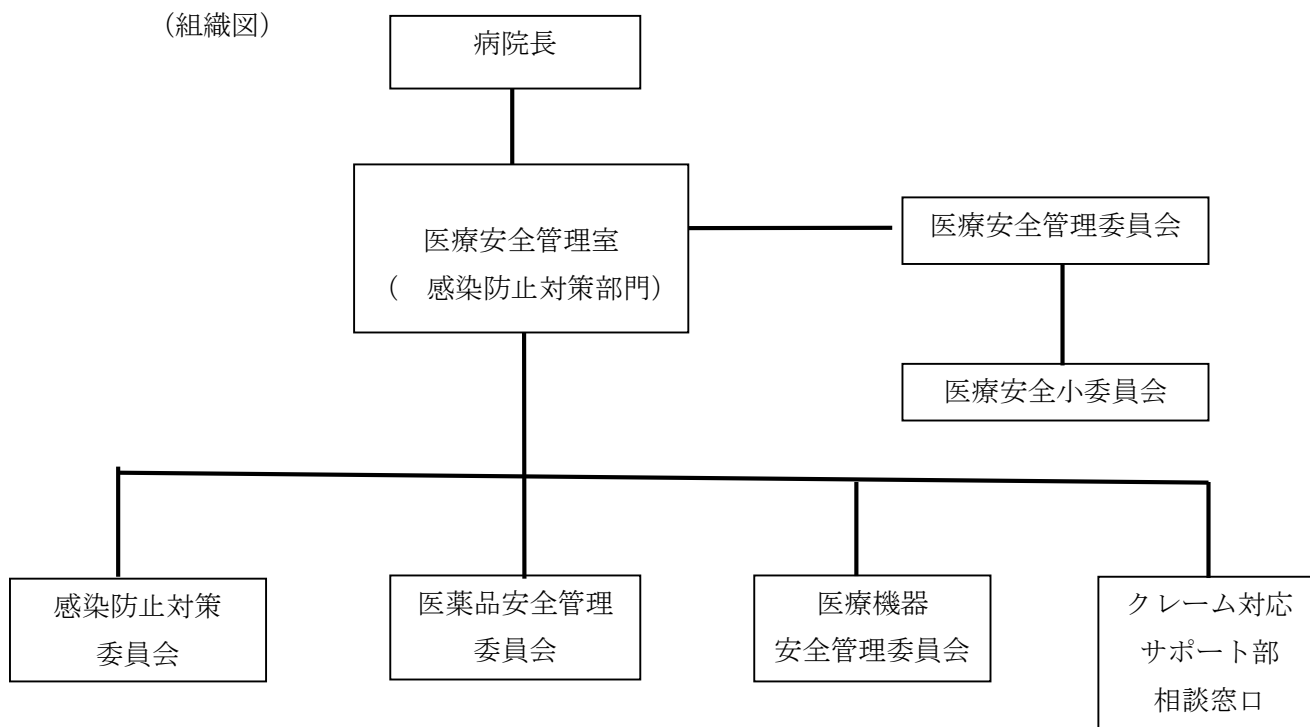 （組織図）
病院長
医療安全管理室
（　感染防止対策部門）
医療安全管理委員会
医療安全小委員会
感染防止対策
委員会
医薬品安全管理
委員会
医療機器
安全管理委員会
クレーム対応
サポート部
相談窓口